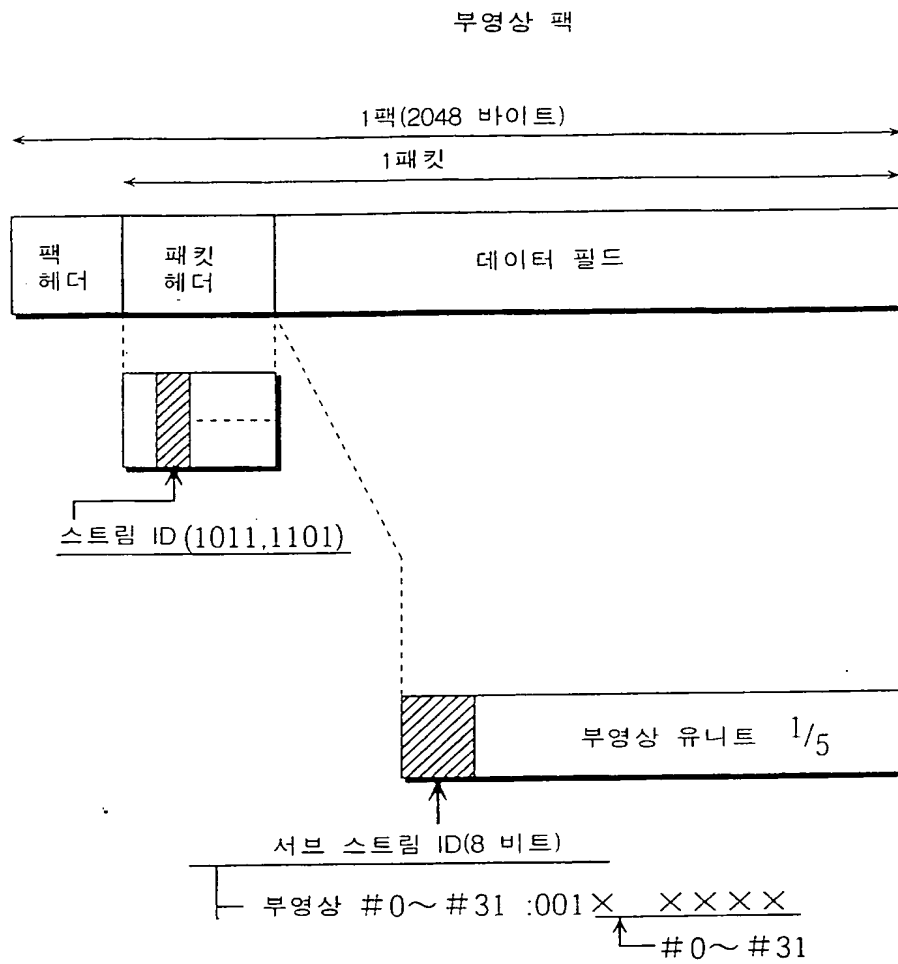 부영상 팩
1팩(2048 바이트)
1패킷
팩
헤더
패킷
헤더
데이터 필드
스트림 ID(1011,1101)
부영상 유니트 1/5
서브 스트림 ID(8 비트)
부영상 #0～#31 :001× ××××
#0～#31